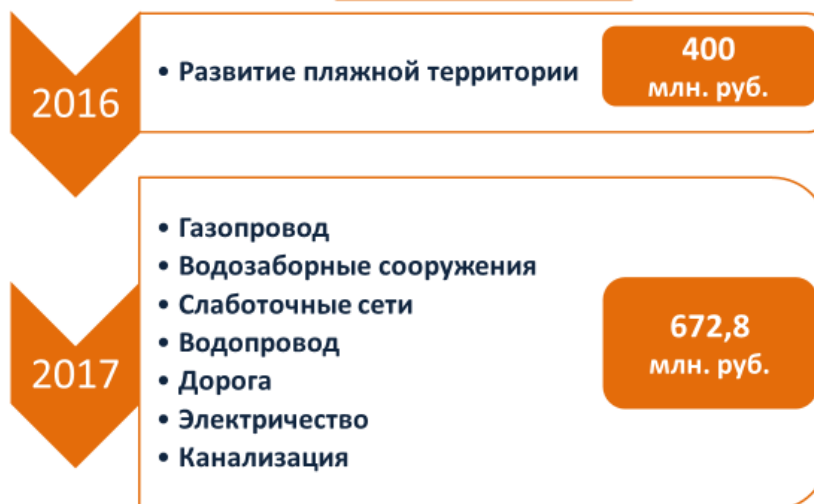 2016
• Развитие пляжной территории
400
млн. руб.
2017
• Газопровод
• Водозаборные сооружения
• Слаботочные сети
• Водопровод
• Дорога
• Электричество
• Канализация
672,8
млн. руб.